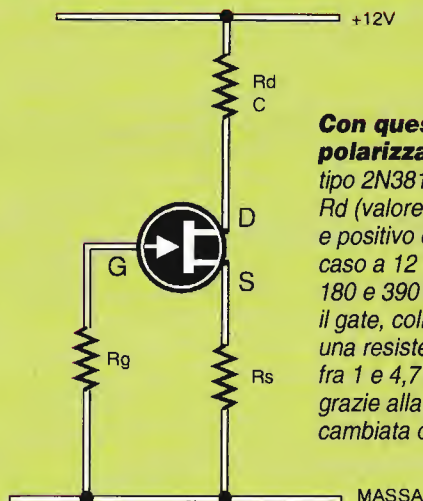 +12V
Rd
C
D
G
S
Rg
Rs
MASSA
Con ques
polarizza
tipo 2N381
Rd (valore
e positivo
caso a 12
180 e 390
il gate, col
una resiste
fra 1 e 4,7
grazie alla
cambiata